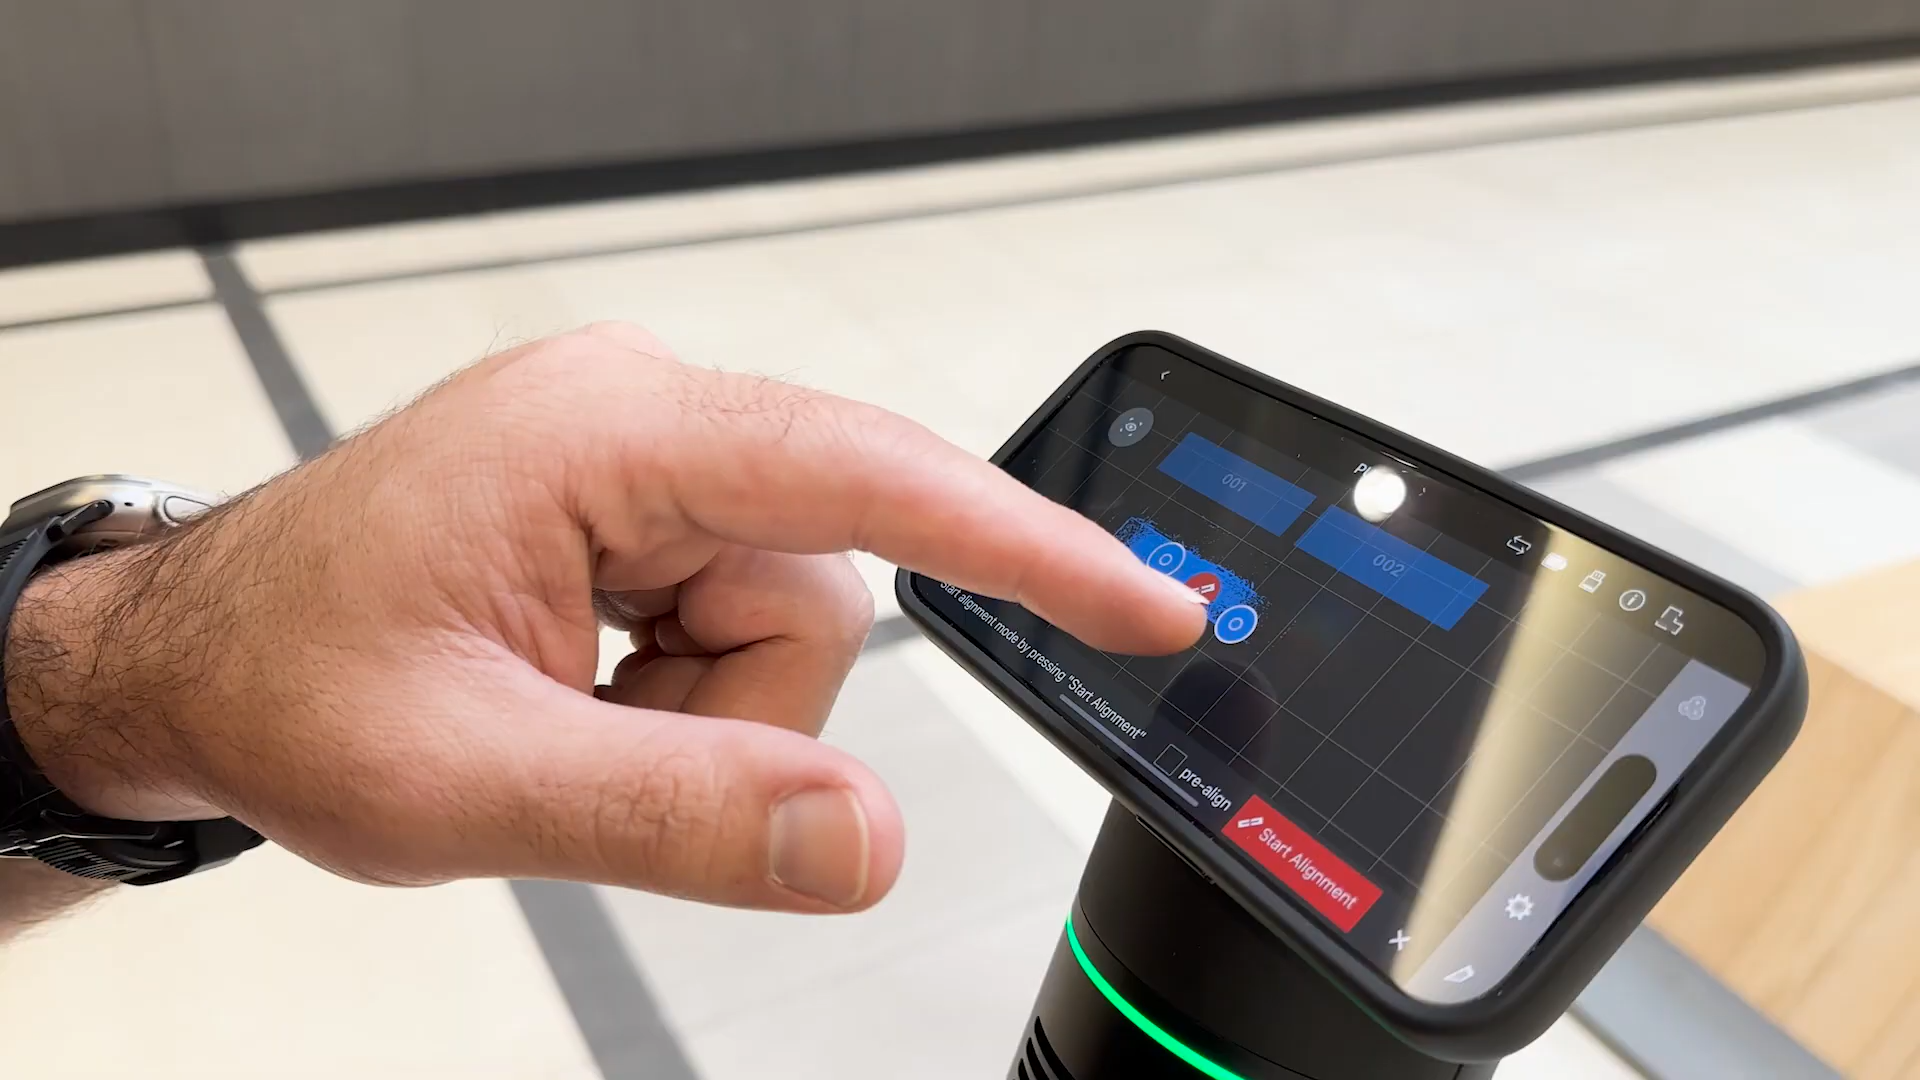 001
002
Start alignment mode by pressing "Start Alignment"
pre-align
Start Alignment